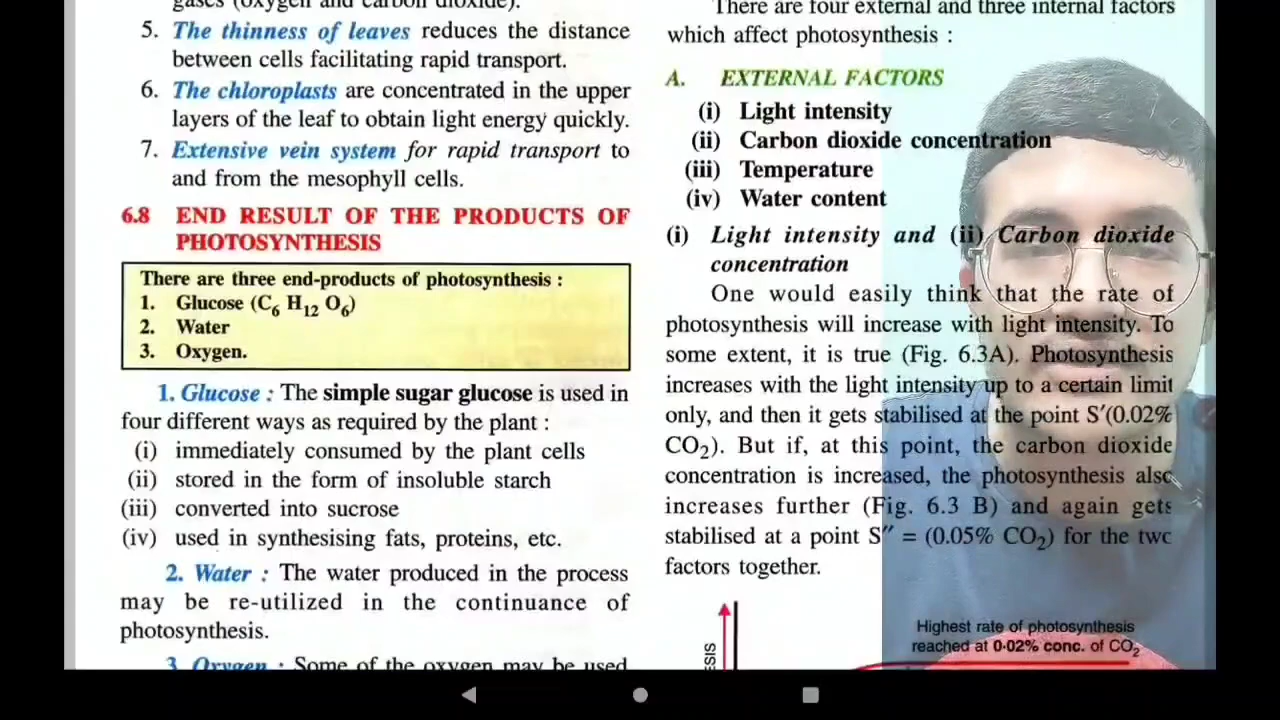 gases (oxygen and carbon dioxide).
5. The thinness of leaves reduces the distance
between cells facilitating rapid transport.
6. The chloroplasts are concentrated in the upper
layers of the leaf to obtain light energy quickly.
7. Extensive vein system for rapid transport to
and from the mesophyll cells.
6.8 END RESULT OF THE PRODUCTS OF
PHOTOSYNTHESIS
There are three end-products of photosynthesis :
1. Glucose (C6 H12 O6)
2. Water
3. Oxygen.
1. Glucose : The simple sugar glucose is used in
four different ways as required by the plant :
(i) immediately consumed by the plant cells
(ii) stored in the form of insoluble starch
(iii) converted into sucrose
(iv) used in synthesising fats, proteins, etc.
2. Water : The water produced in the process
may be re-utilized in the continuance of
photosynthesis.
3. Oxygen : Some of the oxygen may be used
There are four external and three internal factors
which affect photosynthesis :
A. EXTERNAL FACTORS
(i) Light intensity
(ii) Carbon dioxide concentration
(iii) Temperature
(iv) Water content
(i) Light intensity and (ii) Carbon dioxide
concentration
One would easily think that the rate of
photosynthesis will increase with light intensity. To
some extent, it is true (Fig. 6.3A). Photosynthesis
increases with the light intensity up to a certain limit
only, and then it gets stabilised at the point S′(0.02%
CO2). But if, at this point, the carbon dioxide
concentration is increased, the photosynthesis also
increases further (Fig. 6.3 B) and again gets
stabilised at a point S″ = (0.05% CO2) for the two
factors together.
Highest rate of photosynthesis
reached at 0·02% conc. of CO2